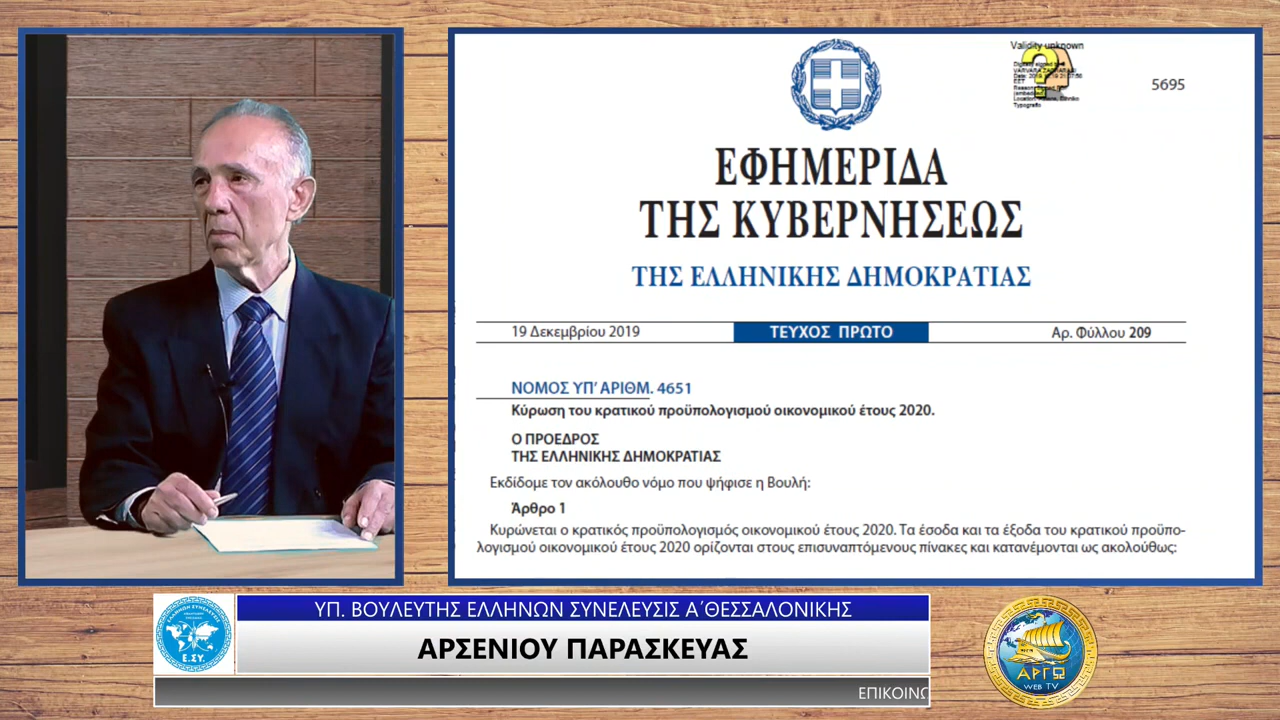 Validity unknown
5695
ΕΦΗΜΕΡΙΔΑ
ΤΗΣ ΚΥΒΕΡΝΗΣΕΩΣ
ΤΗΣ ΕΛΛΗΝΙΚΗΣ ΔΗΜΟΚΡΑΤΙΑΣ
19 Δεκεμβρίου 2019 ΤΕΥΧΟΣ ΠΡΩΤΟ Αρ. Φύλλου 209
ΝΟΜΟΣ ΥΠ’ ΑΡΙΘΜ. 4651
Κύρωση του κρατικού προϋπολογισμού οικονομικού έτους 2020.
Ο ΠΡΟΕΔΡΟΣ
ΤΗΣ ΕΛΛΗΝΙΚΗΣ ΔΗΜΟΚΡΑΤΙΑΣ
Εκδίδομε τον ακόλουθο νόμο που ψήφισε η Βουλή:
Άρθρο 1
Κυρώνεται ο κρατικός προϋπολογισμός οικονομικού έτους 2020. Τα έσοδα και τα έξοδα του κρατικού προϋπο-
λογισμού οικονομικού έτους 2020 ορίζονται στους επισυναπτόμενους πίνακες και κατανέμονται ως ακολούθως:
ΥΠ. ΒΟΥΛΕΥΤΗΣ ΕΛΛΗΝΩΝ ΣΥΝΕΛΕΥΣΙΣ Α΄ΘΕΣΣΑΛΟΝΙΚΗΣ
ΑΡΣΕΝΙΟΥ ΠΑΡΑΣΚΕΥΑΣ
ΕΠΙΚΟΙΝΩ
Ε.ΣΥ.
ΑΡΓΩ
WEB TV